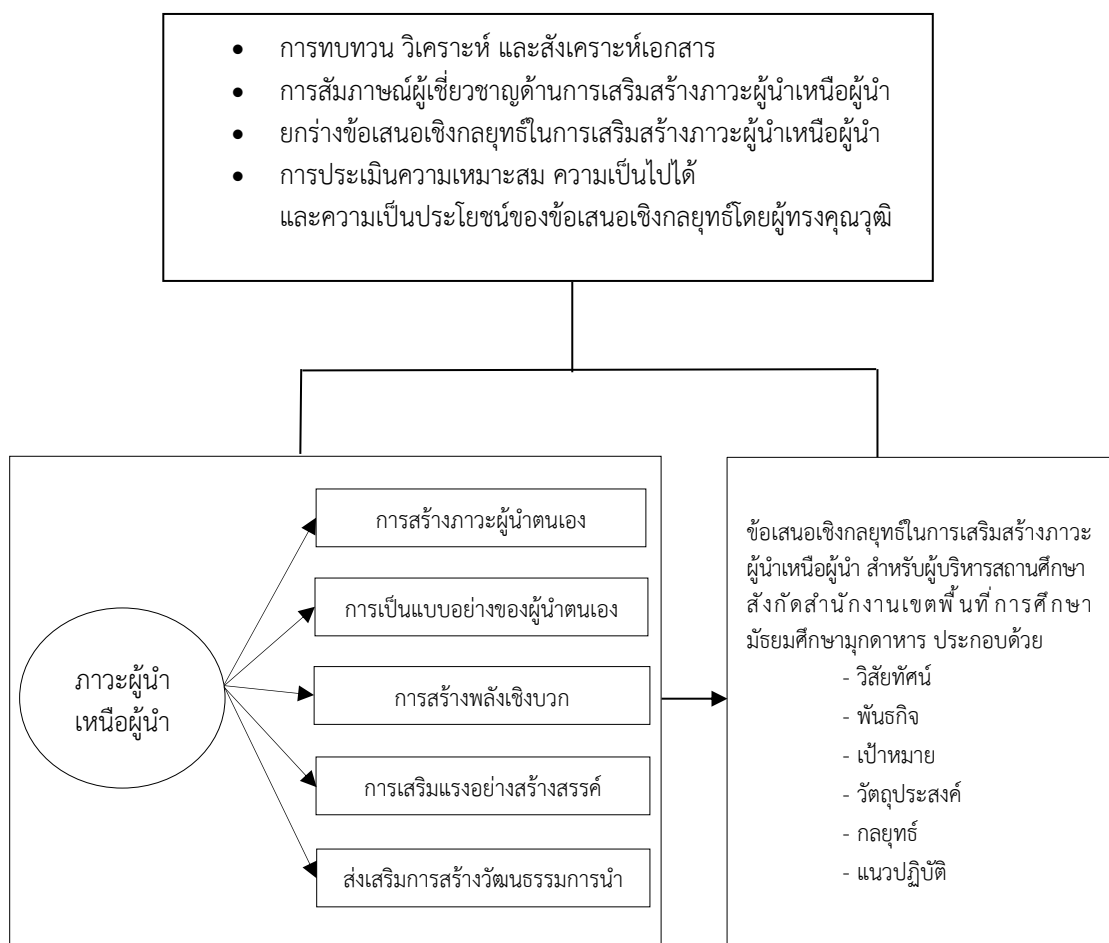 • การทบทวน วิเคราะห์ และสังเคราะห์เอกสาร
• การสัมภาษณ์ผู้เชี่ยวชาญด้านการเสริมสร้างภาวะผู้นำเหนือผู้นำ
• ยกร่างข้อเสนอเชิงกลยุทธ์ในการเสริมสร้างภาวะผู้นำเหนือผู้นำ
• การประเมินความเหมาะสม ความเป็นไปได้
และความเป็นประโยชน์ของข้อเสนอเชิงกลยุทธ์โดยผู้ทรงคุณวุฒิ
ภาวะผู้นำ
เหนือผู้นำ
การสร้างภาวะผู้นำตนเอง
การเป็นแบบอย่างของผู้นำตนเอง
การสร้างพลังเชิงบวก
การเสริมแรงอย่างสร้างสรรค์
ส่งเสริมการสร้างวัฒนธรรมการนำ
ข้อเสนอเชิงกลยุทธ์ในการเสริมสร้างภาวะ
ผู้นำเหนือผู้นำ สำหรับผู้บริหารสถานศึกษา
สังกัดสำนักงานเขตพื้นที่การศึกษา
มัธยมศึกษามุกดาหาร ประกอบด้วย
- วิสัยทัศน์
- พันธกิจ
- เป้าหมาย
- วัตถุประสงค์
- กลยุทธ์
- แนวปฏิบัติ